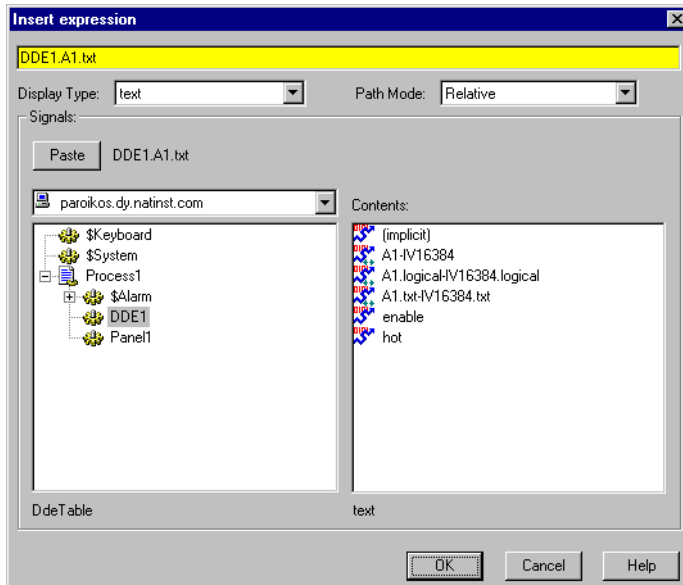 Insert expression
DDE1.A1.txt
Display Type: text Path Mode: Relative
Signals:
Paste DDE1.A1.txt
paroikos.dy.natinst.com
Contents:
$Keyboard
$System
Process1
$Alarm
DDE1
Panel1
(implicit)
A1-IV16384
A1.logical-IV16384.logical
A1.txt-IV16384.txt
enable
hot
DdeTable
text
OK Cancel Help